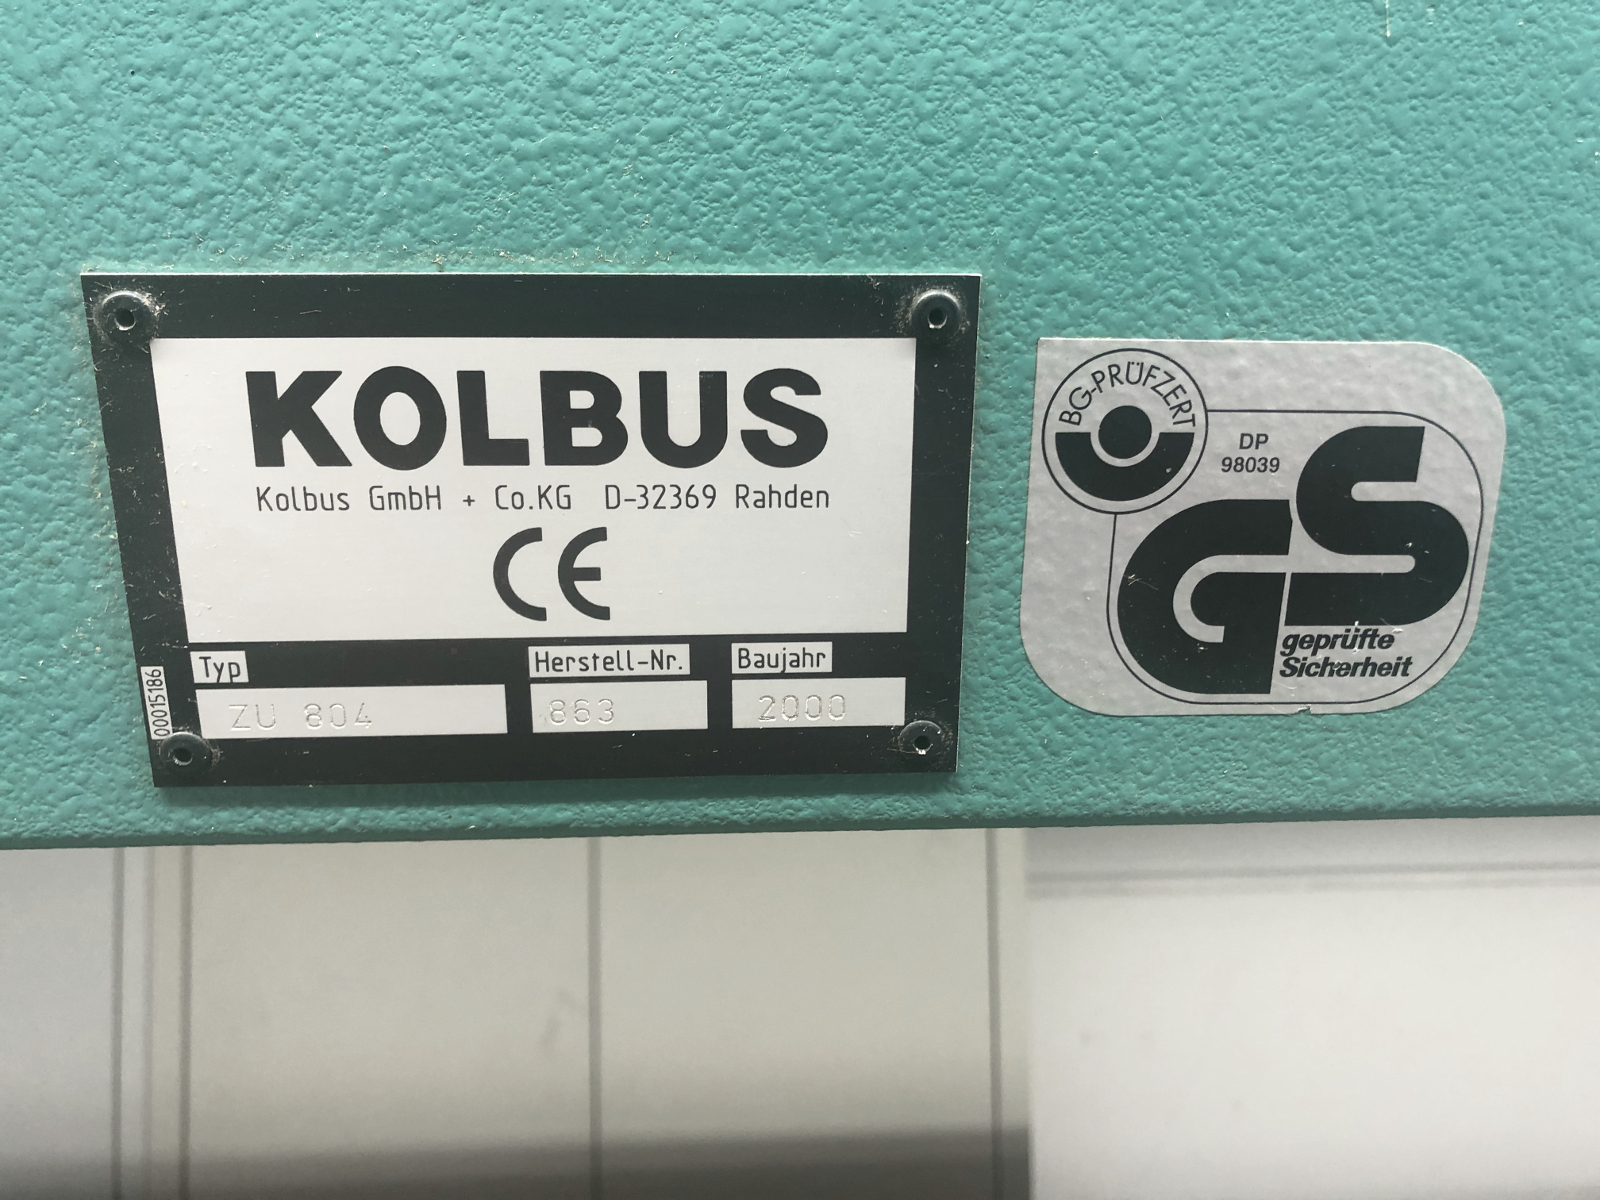 KOLBUS
Kolbus GmbH + Co.KG D-32369 Rahden
CE
Typ Herstell-Nr. Baujahr
ZU 804 863 2000
00015186
BG-PRÜFZERT
DP
98039
GS
geprüfte
Sicherheit